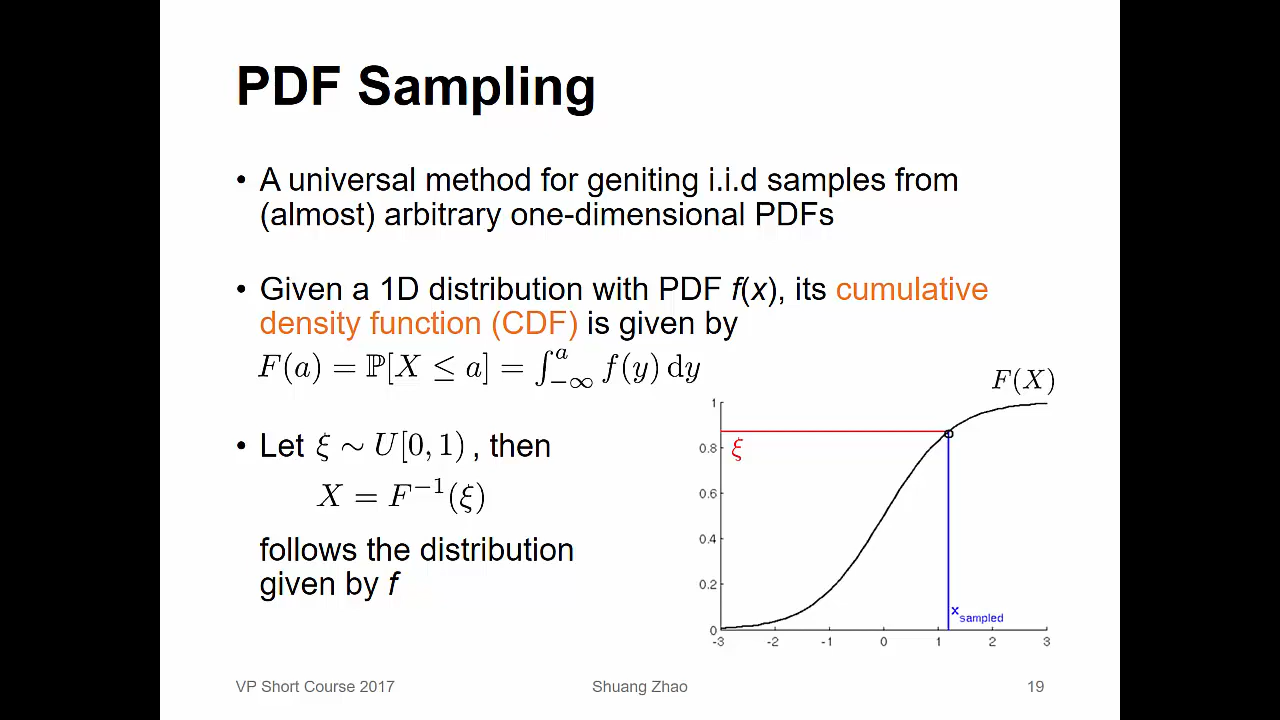 PDF Sampling
• A universal method for geniting i.i.d samples from
(almost) arbitrary one-dimensional PDFs
• Given a 1D distribution with PDF f(x), its cumulative
density function (CDF) is given by
F(a) = ℙ[X ≤ a] = ∫_{−∞}^{a} f(y) dy
• Let ξ ∼ U[0, 1) , then
X = F^{−1}(ξ)
follows the distribution
given by f
F(X)
1
0.8
0.6
0.4
0.2
0
ξ
x_sampled
-3 -2 -1 0 1 2 3
VP Short Course 2017 Shuang Zhao 19